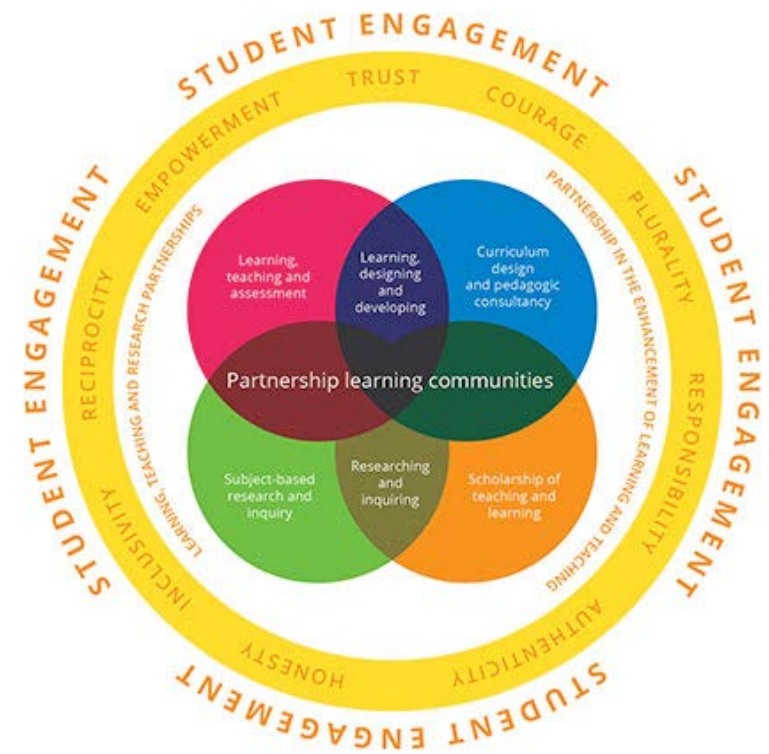 STUDENT ENGAGEMENT
STUDENT ENGAGEMENT
STUDENT ENGAGEMENT
STUDENT ENGAGEMENT
TRUST
COURAGE
PLURALITY
RESPONSIBILITY
AUTHENTICITY
HONESTY
INCLUSIVITY
RECIPROCITY
EMPOWERMENT
LEARNING, TEACHING AND RESEARCH PARTNERSHIPS
PARTNERSHIP IN THE ENHANCEMENT OF LEARNING AND TEACHING
Learning,
teaching and
assessment
Learning,
designing
and
developing
Curriculum
design
and pedagogic
consultancy
Partnership learning communities
Subject-based
research and
inquiry
Researching
and
inquiring
Scholarship of
teaching and
learning